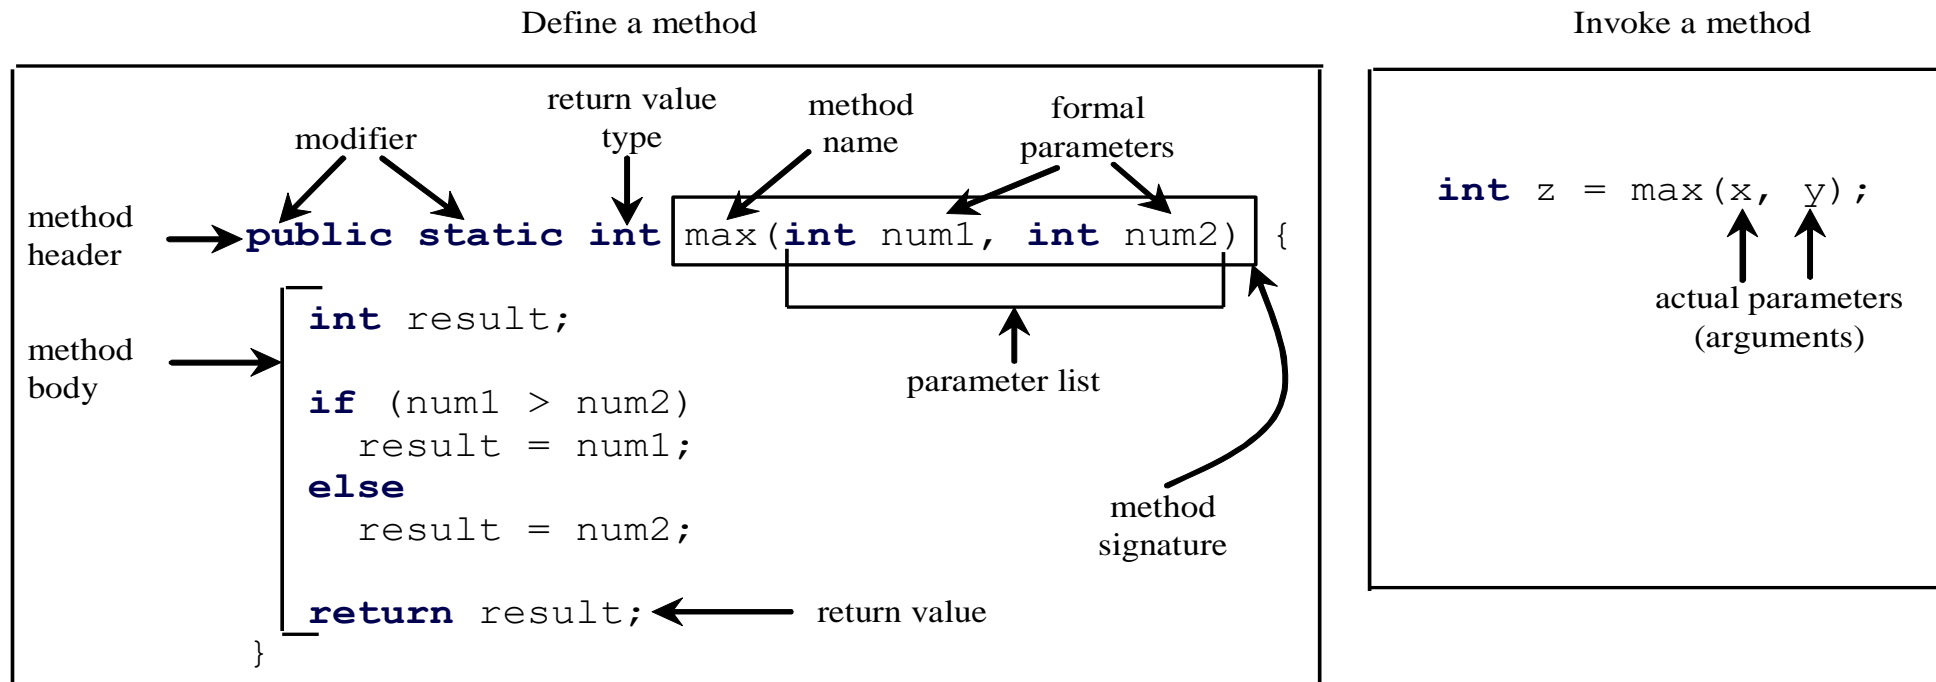 Define a method
Invoke a method
return value
type
method
name
formal
parameters
modifier
method
header
public static int max(int num1, int num2) {
int result;
method
body
parameter list
if (num1 > num2)
result = num1;
else
result = num2;
method
signature
return result;
return value
}
int z = max(x, y);
actual parameters
(arguments)